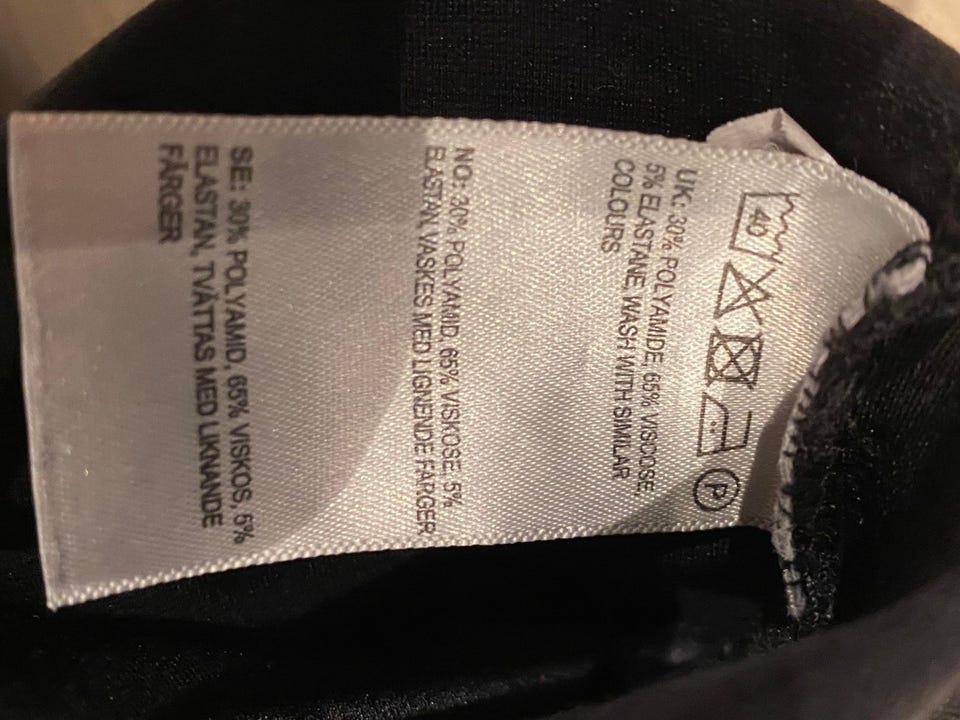 40
P
UK: 30% POLYAMIDE, 65% VISCOSE,
5% ELASTANE, WASH WITH SIMILAR
COLOURS
NO: 30% POLYAMID, 65% VISKOSE, 5%
ELASTAN, VASKES MED LIGNENDE FARGER
SE: 30% POLYAMID, 65% VISKOS, 5%
ELASTAN, TVÄTTAS MED LIKNANDE
FÄRGER